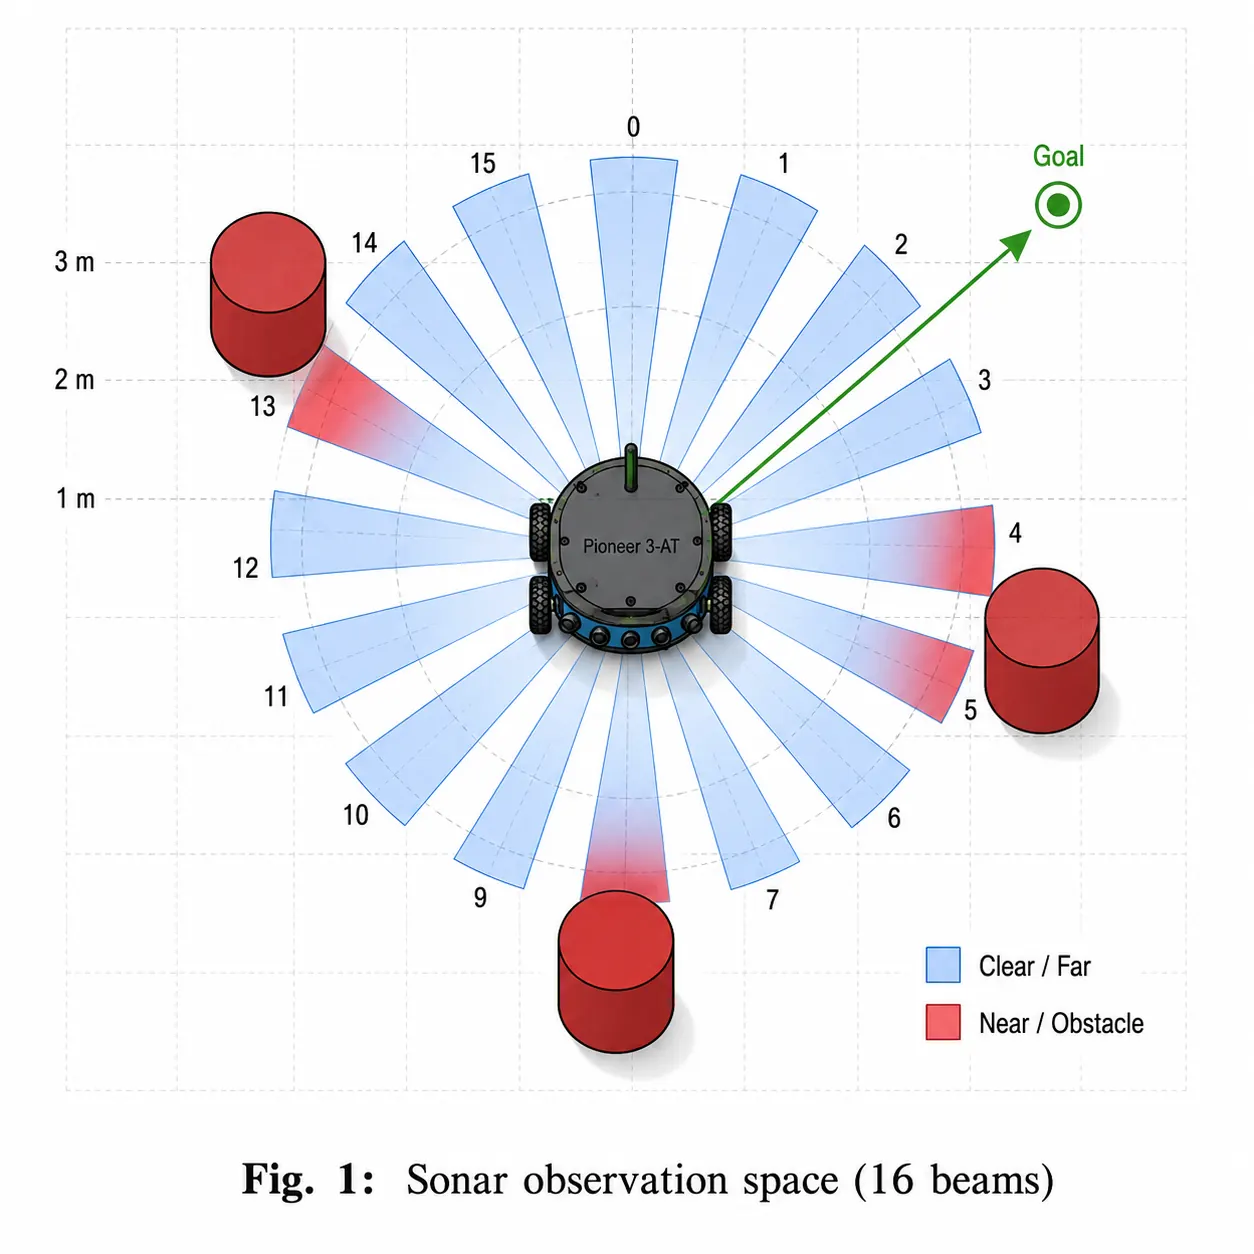 0
15
1
Goal
14
2
3 m
2 m
3
13
1 m
4
Pioneer 3-AT
12
11
5
10
6
9
7
Clear / Far
Near / Obstacle
Fig. 1: Sonar observation space (16 beams)